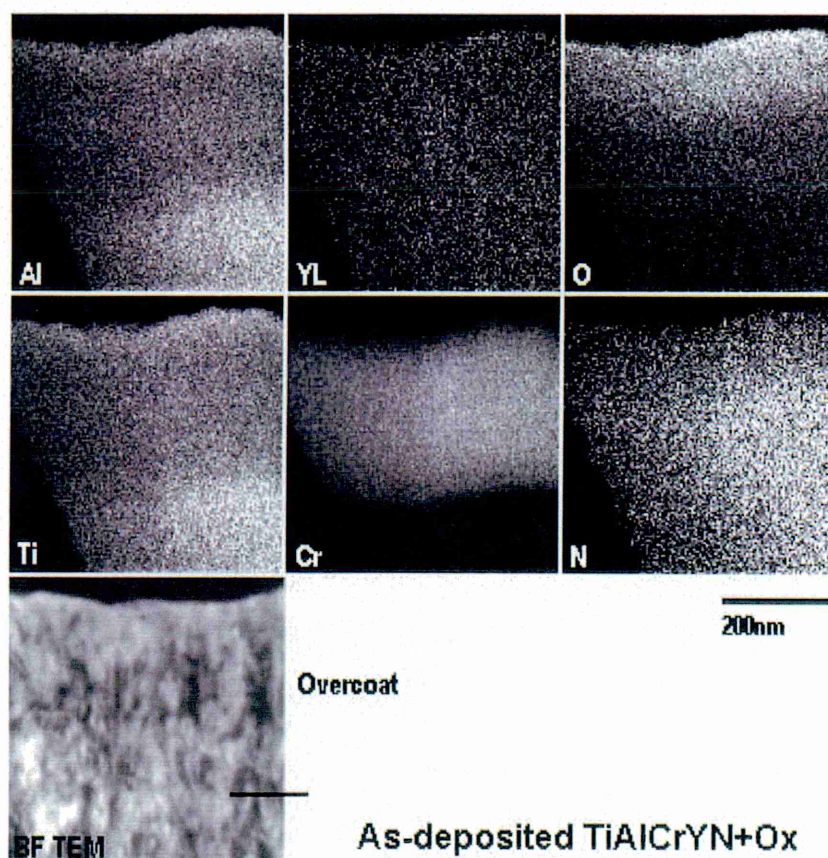 Al YL O
Ti Cr N
200nm
Overcoat
BF TEM
As-deposited TiAlCrYN+Ox